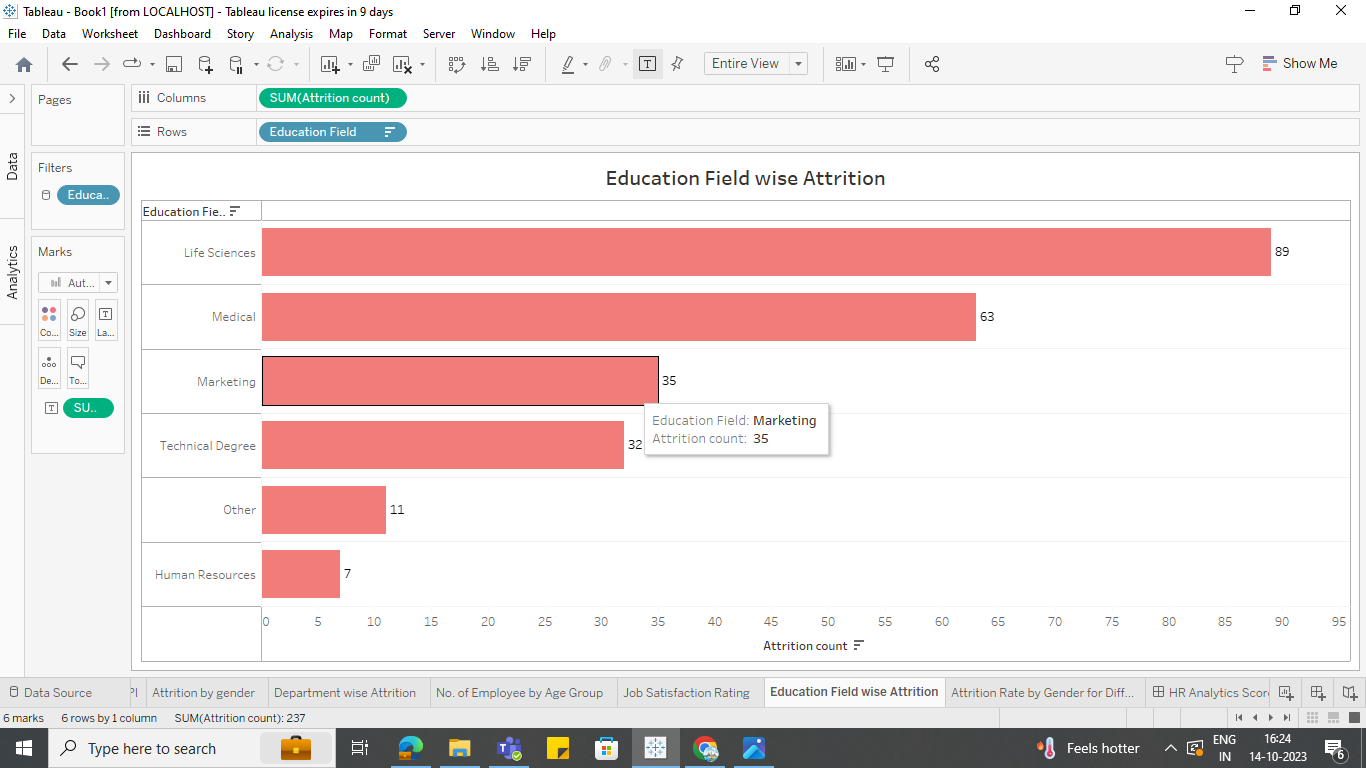 Tableau - Book1 [from LOCALHOST] - Tableau license expires in 9 days
File Data Worksheet Dashboard Story Analysis Map Format Server Window Help
Entire View
Show Me
Data
Analytics
Pages
Filters
Educa..
Marks
Aut...
Co... Size La...
De... To...
SU..
Columns SUM(Attrition count)
Rows Education Field
Education Field wise Attrition
Education Fie..
Life Sciences 89
Medical 63
Marketing 35
Education Field: Marketing
Attrition count: 35
Technical Degree 32
Other 11
Human Resources 7
0 5 10 15 20 25 30 35 40 45 50 55 60 65 70 75 80 85 90 95
Attrition count
Data Source PI Attrition by gender Department wise Attrition No. of Employee by Age Group Job Satisfaction Rating Education Field wise Attrition Attrition Rate by Gender for Diff... HR Analytics Scor
6 marks 6 rows by 1 column SUM(Attrition count): 237
Type here to search
Feels hotter
ENG
IN
16:24
14-10-2023
6